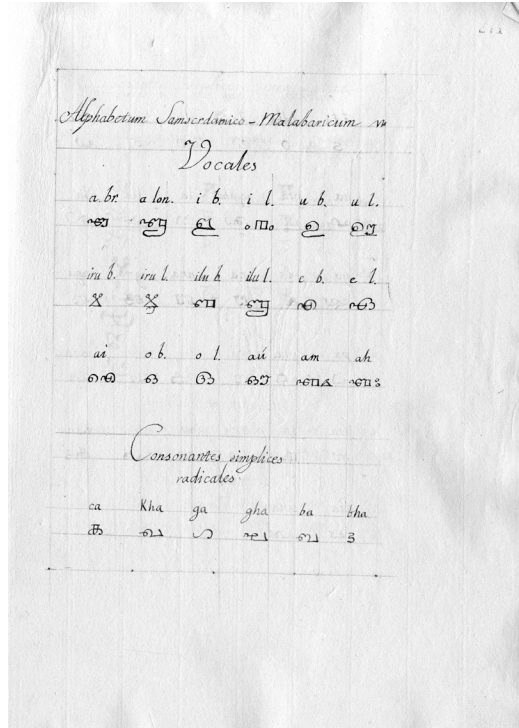 Alphabetum Samscrdamico-Malabaricum
Vocales
a br. a lon. i b. i l. u b. u l.
അ ആ ഇ ൟ ഉ ഊ
iru b. iru l. ilu b. ilu l. e b. e l.
എ ഏ
ai o b. o l. aú am ah
ഐ ഒ ഓ ഔ അം അഃ
Consonantes simplices
radicales
ca Kha ga gha ba tha
ക ഖ ഗ ഘ ബ